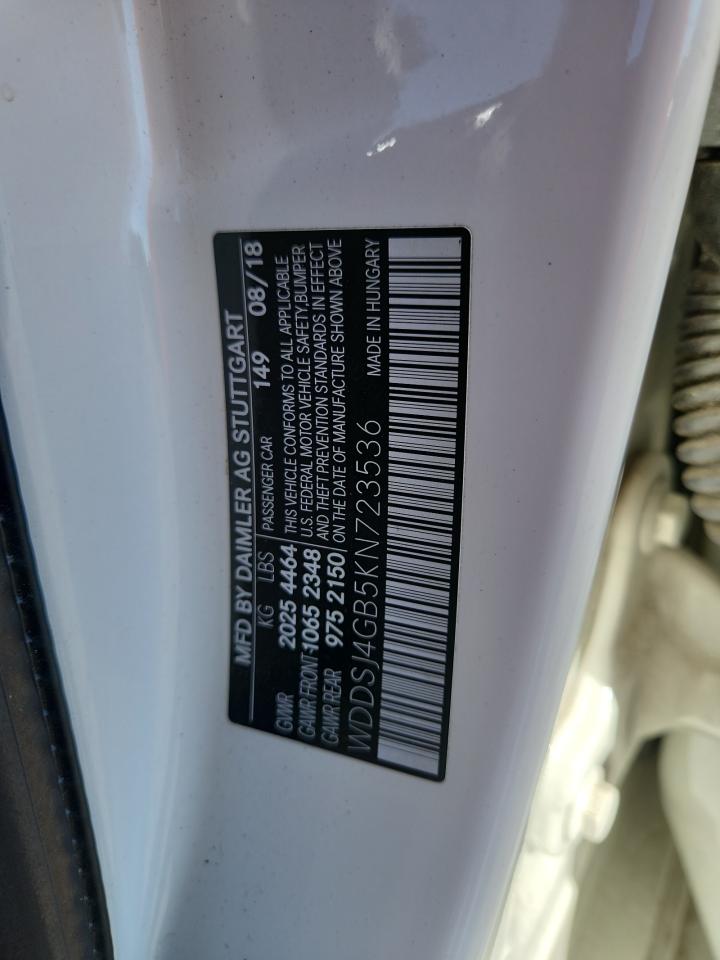 MFD BY DAIMLER AG STUTTGART
KG LBS PASSENGER CAR 149 08/18
GVWR 2025 4464 THIS VEHICLE CONFORMS TO ALL APPLICABLE
GAWR FRONT 1065 2348 U.S. FEDERAL MOTOR VEHICLE SAFETY,BUMPER
AND THEFT PREVENTION STANDARDS IN EFFECT
GAWR REAR 975 2150 ON THE DATE OF MANUFACTURE SHOWN ABOVE
WDDSJ4GB5KN723536 MADE IN HUNGARY